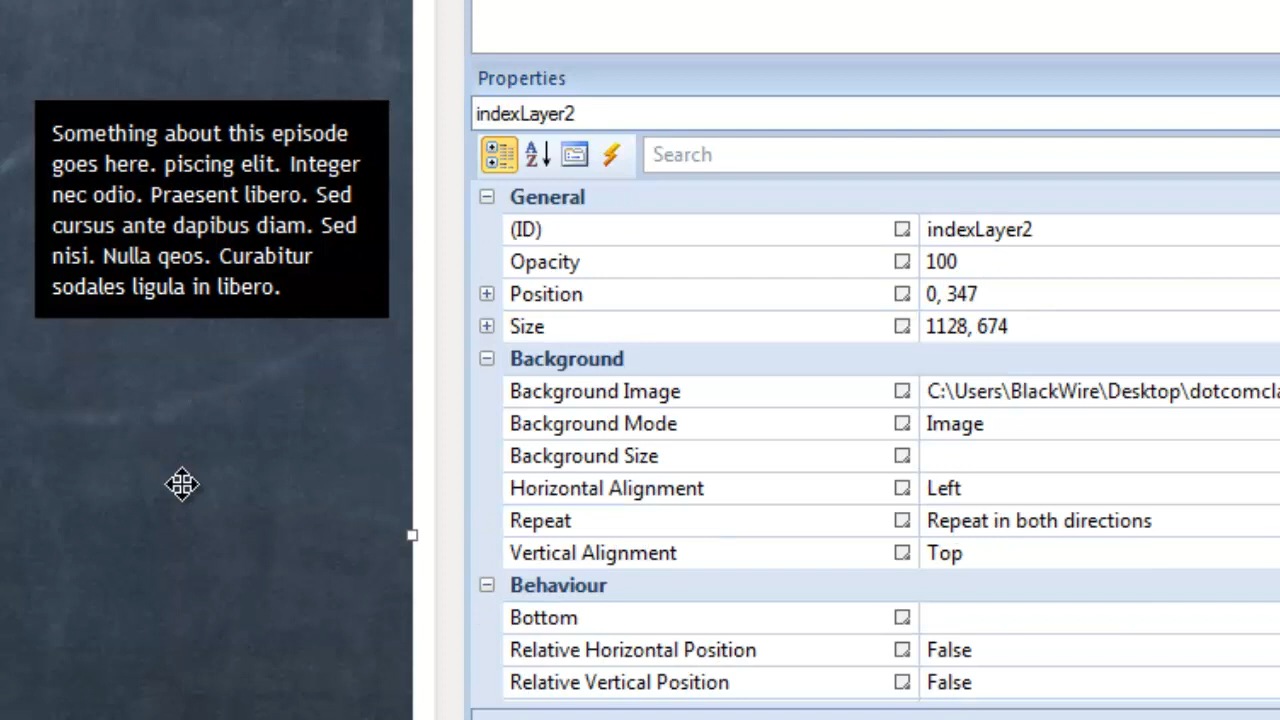 Something about this episode
goes here. piscing elit. Integer
nec odio. Praesent libero. Sed
cursus ante dapibus diam. Sed
nisi. Nulla qeos. Curabitur
sodales ligula in libero.
Properties
indexLayer2
A
Z
Search
General
(ID) indexLayer2
Opacity 100
Position 0, 347
Size 1128, 674
Background
Background Image C:\Users\BlackWire\Desktop\dotcomcla
Background Mode Image
Background Size
Horizontal Alignment Left
Repeat Repeat in both directions
Vertical Alignment Top
Behaviour
Bottom
Relative Horizontal Position False
Relative Vertical Position False